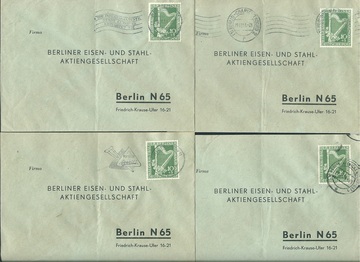 Firma
BERLINER EISEN- UND STAHL-
AKTIENGESELLSCHAFT
Berlin N 65
Friedrich-Krause-Ufer 16-21
Firma
BERLINER EISEN- UND STAHL-
AKTIENGESELLSCHAFT
Berlin N 65
Friedrich-Krause-Ufer 16-21
Firma
BERLINER EISEN- UND STAHL-
AKTIENGESELLSCHAFT
Berlin N 65
Friedrich-Krause-Ufer 16-21
Firma
BERLINER EISEN- UND STAHL-
AKTIENGESELLSCHAFT
Berlin N 65
Friedrich-Krause-Ufer 16-21